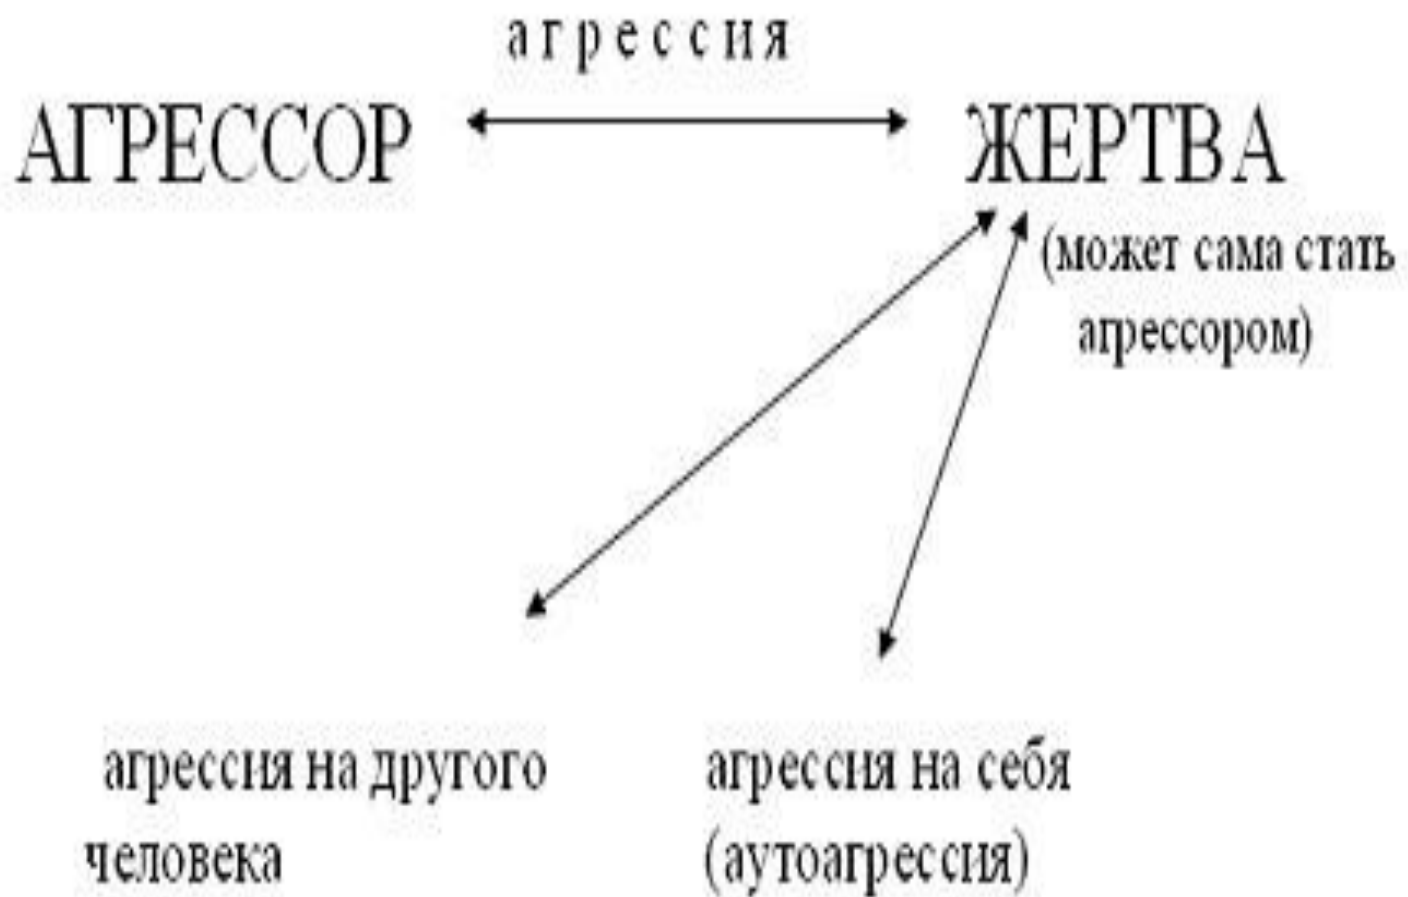 агрессия
АГРЕССОР
ЖЕРТВА
(может сама стать
агрессором)
агрессия на другого
человека
агрессия на себя
(аутоагрессия)